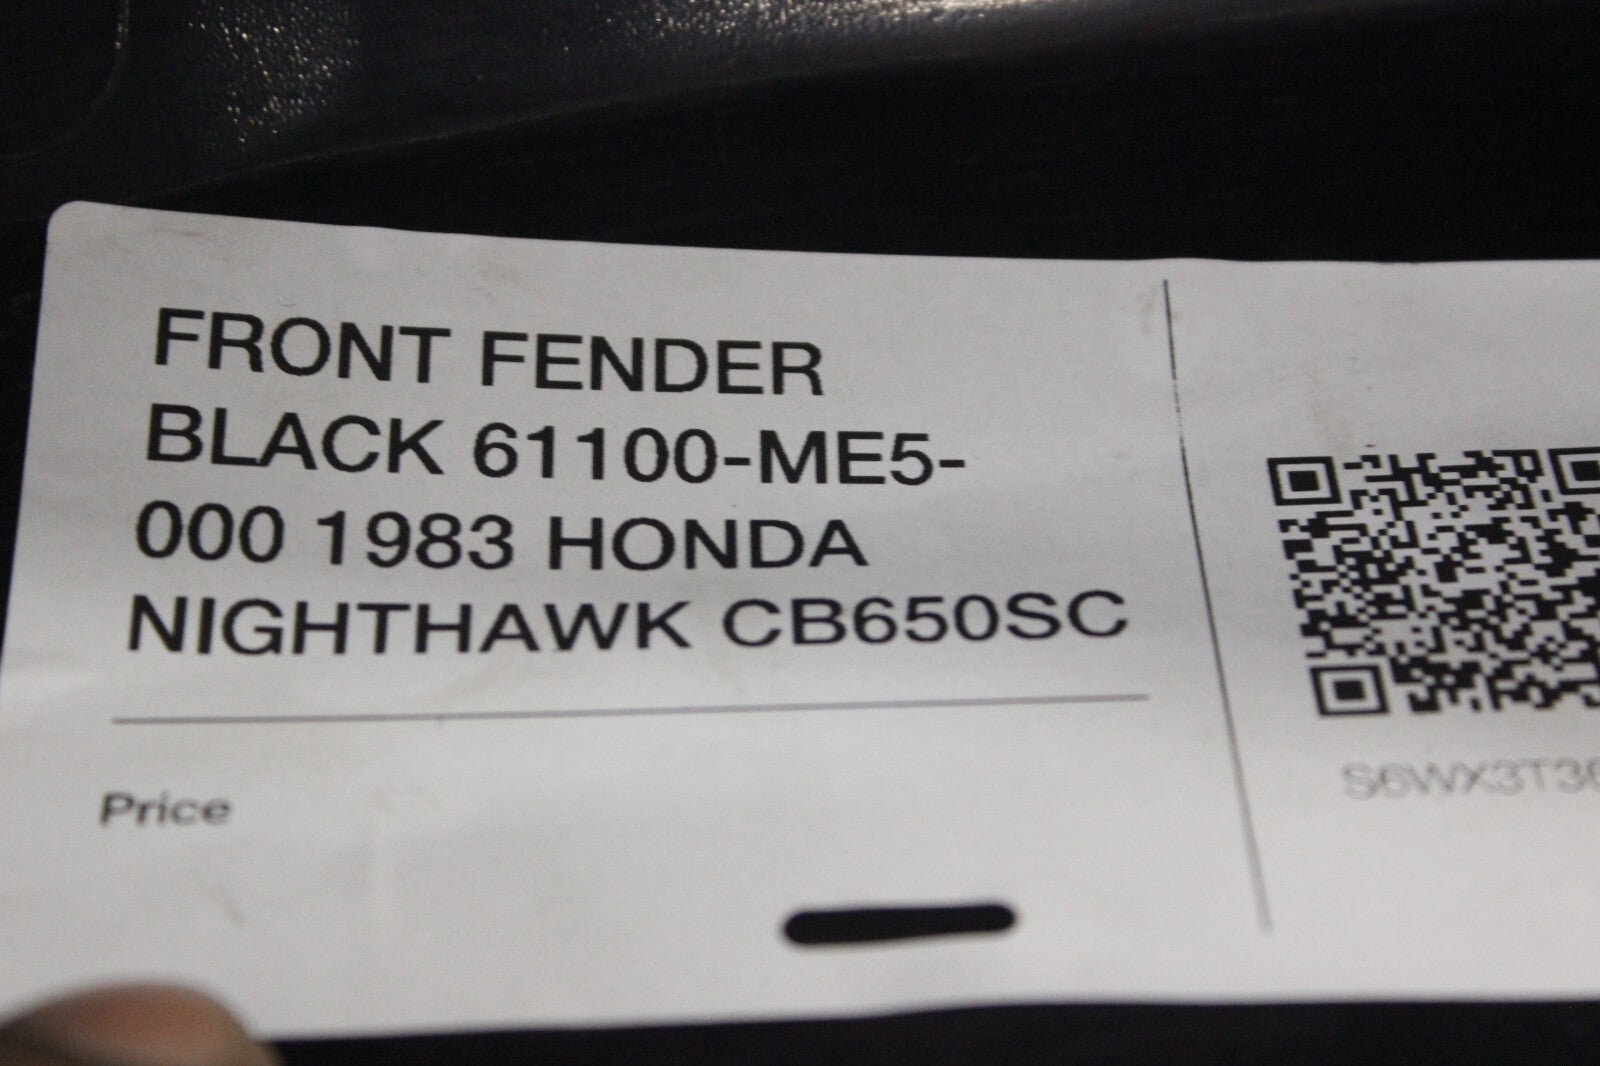 FRONT FENDER
BLACK 61100-ME5-
000 1983 HONDA
NIGHTHAWK CB650SC
Price